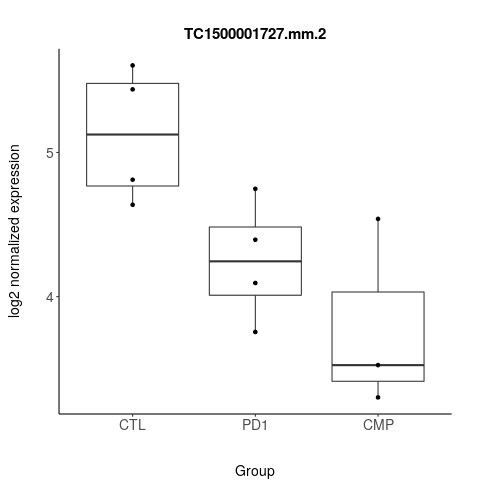 TC1500001727.mm.2
log2 normalized expression
5
4
CTL PD1 CMP
Group